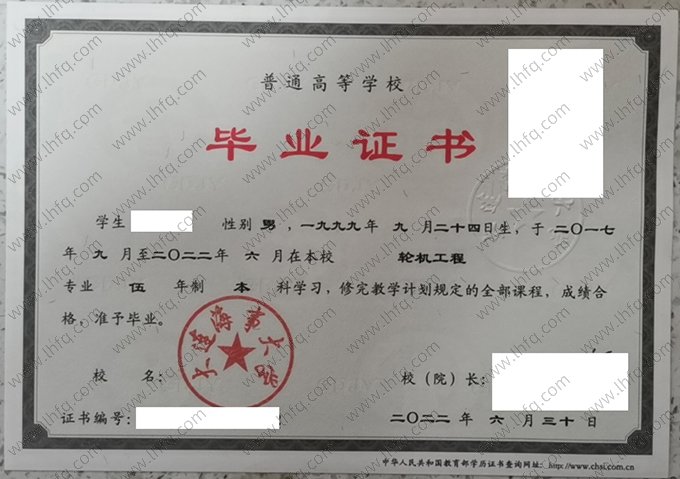 普通高等学校
毕业证书
学生 性别 男 ，一九九九年 九 月二十四日生，于 二〇一七
年 九 月至二〇二二年 六 月在本校 轮机工程
专业 伍 年制 本 科学习，修完教学计划规定的全部课程，成绩合
格，准予毕业。
校 名： 校（院）长：
证书编号： 二〇二二 年 六 月 三十 日
中华人民共和国教育部学历证书查询网址：http://www.chsi.com.cn
www.lhfq.com